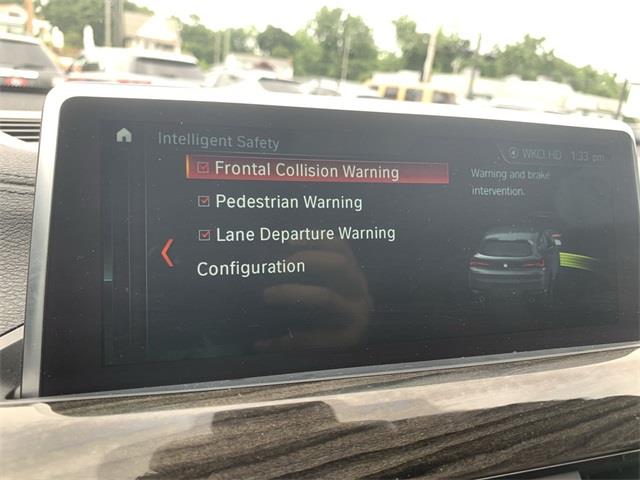 Intelligent Safety
WKCI HD 1:33 pm
Frontal Collision Warning
Pedestrian Warning
Lane Departure Warning
Configuration
Warning and brake
intervention.